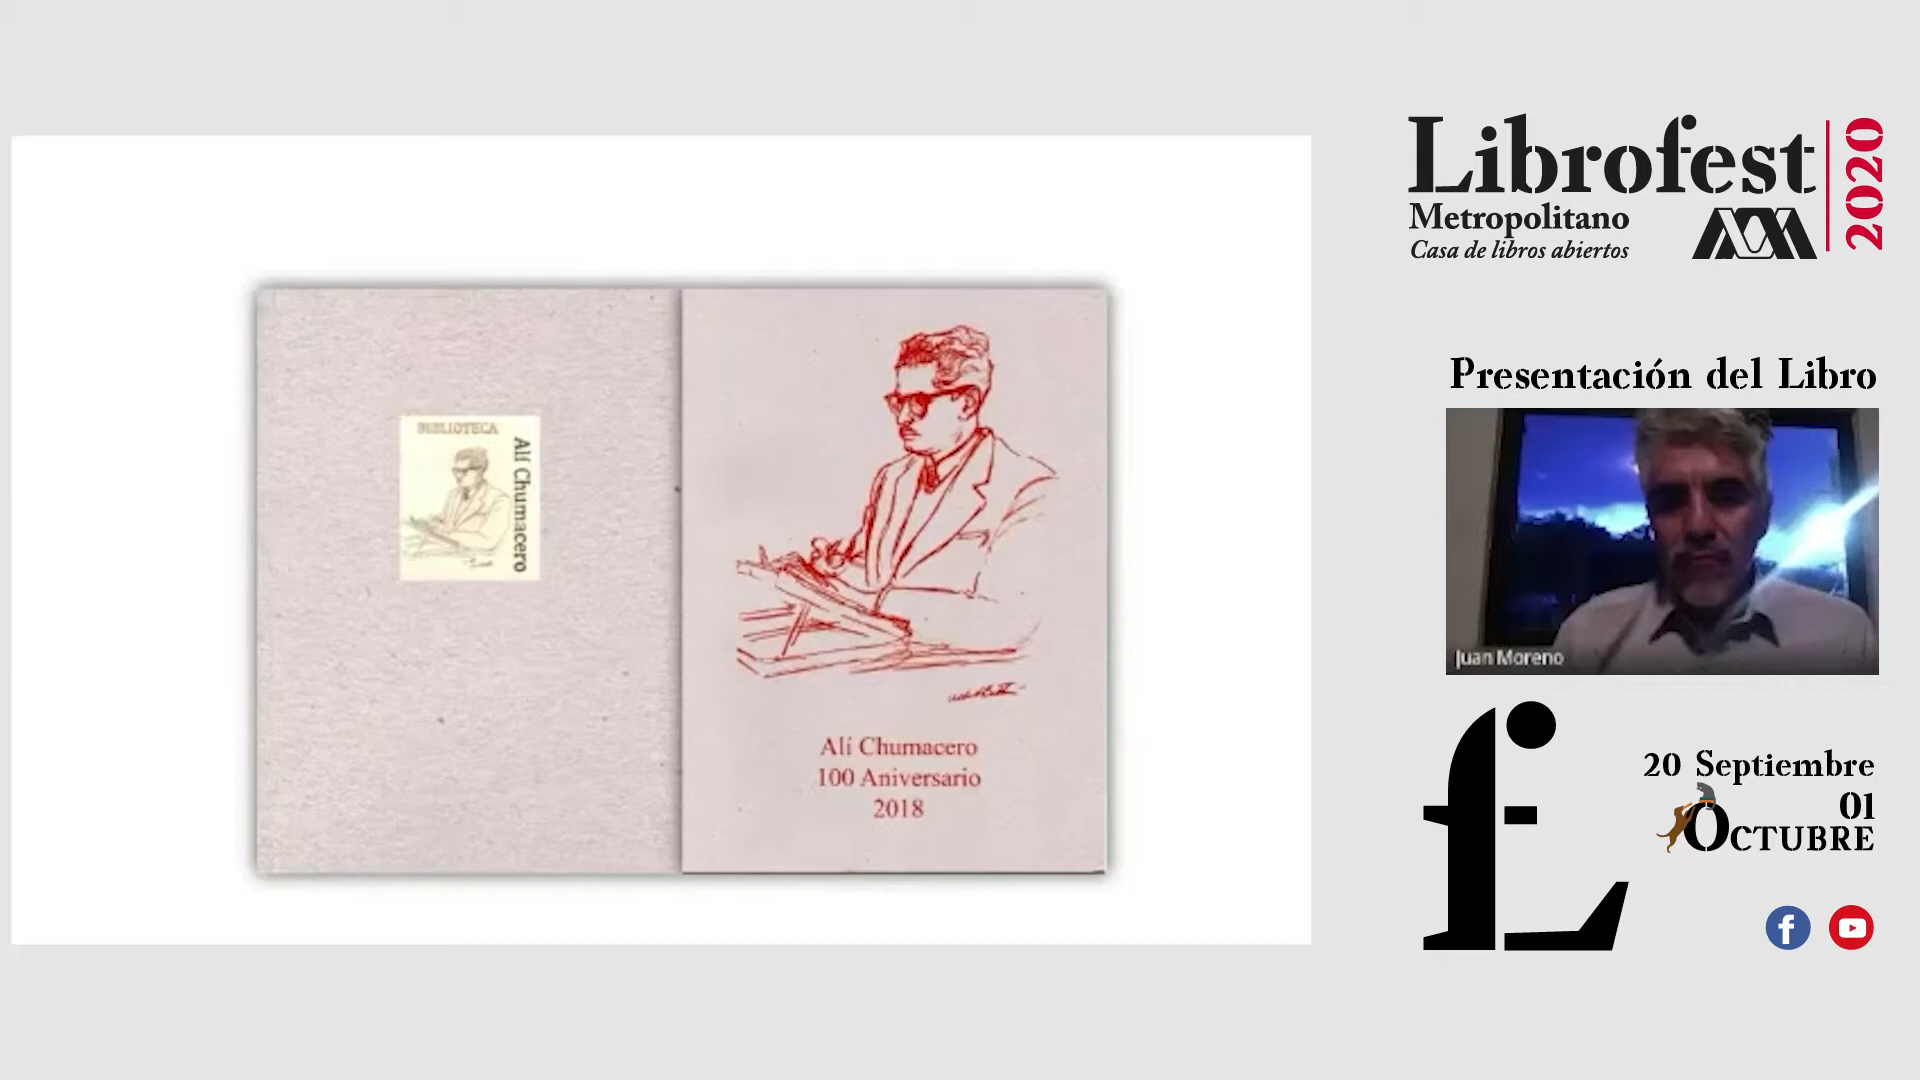 BIBLIOTECA
Alí Chumacero
Alí Chumacero
100 Aniversario
2018
Librofest
Metropolitano
Casa de libros abiertos
2020
Presentación del Libro
Juan Moreno
20 Septiembre
01
OCTUBRE